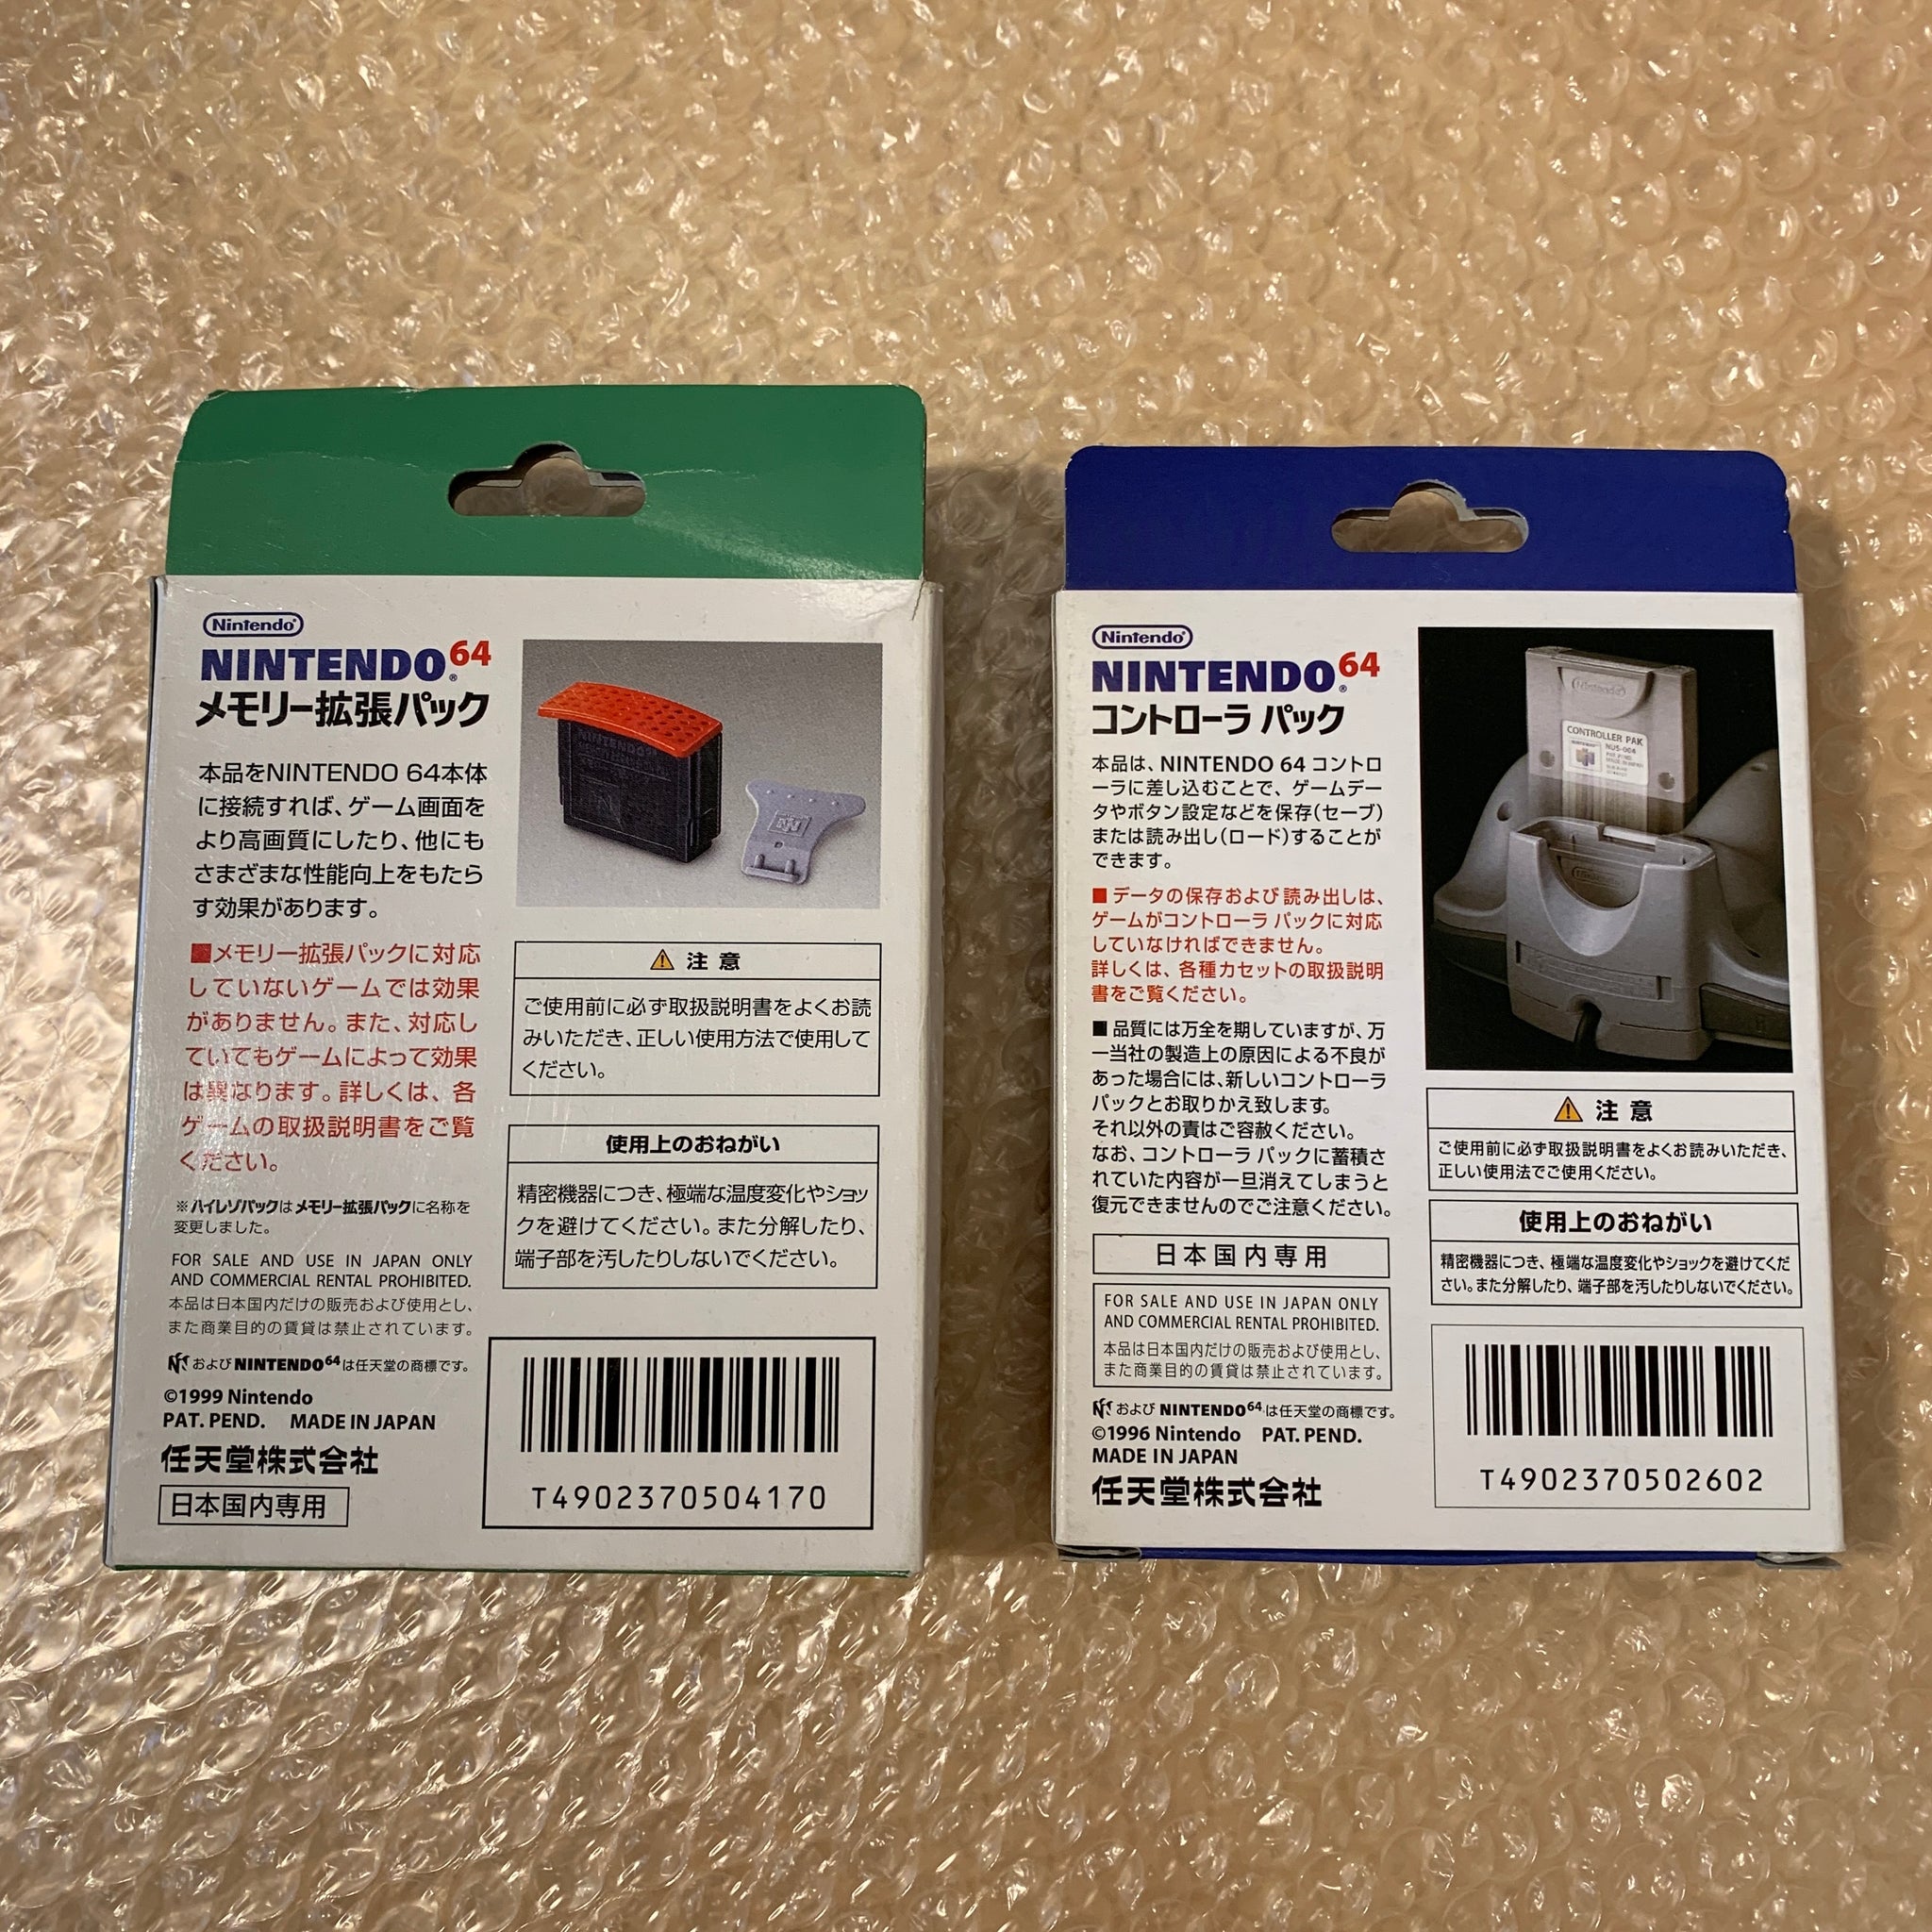 Nintendo®
NINTENDO®64
メモリー拡張パック
本品をNINTENDO 64本体
に接続すれば、ゲーム画面を
より高画質にしたり、他にも
さまざまな性能向上をもたら
す効果があります。
■メモリー拡張パックに対応
していないゲームでは効果
がありません。また、対応し
ていてもゲームによって効果
は異なります。詳しくは、各
ゲームの取扱説明書をご覧
ください。
※ハイレゾパックはメモリー拡張パックに名称を
変更しました。
FOR SALE AND USE IN JAPAN ONLY
AND COMMERCIAL RENTAL PROHIBITED.
本品は日本国内だけの販売および使用とし、
また商業目的の賃貸は禁止されています。
およびNINTENDO64は任天堂の商標です。
©1999 Nintendo
PAT. PEND. MADE IN JAPAN
任天堂株式会社
日本国内専用
NINTENDO64
注意
ご使用前に必ず取扱説明書をよくお読
みいただき、正しい使用方法で使用して
ください。
使用上のおねがい
精密機器につき、極端な温度変化やショッ
クを避けてください。また分解したり、
端子部を汚したりしないでください。
T4902370504170
Nintendo®
NINTENDO®64
コントローラ パック
本品は、NINTENDO 64 コントロ
ーラに差し込むことで、ゲームデー
タやボタン設定などを保存(セーブ)
または読み出し(ロード)することが
できます。
■ データの保存および読み出しは、
ゲームがコントローラ パックに対応
していなければできません。
詳しくは、各種カセットの取扱説明
書をご覧ください。
■ 品質には万全を期していますが、万
一当社の製造上の原因による不良が
あった場合には、新しいコントローラ
パックとお取りかえ致します。
それ以外の責はご容赦ください。
なお、コントローラ パックに蓄積さ
れていた内容が一旦消えてしまうと
復元できませんのでご注意ください。
日本国内専用
FOR SALE AND USE IN JAPAN ONLY
AND COMMERCIAL RENTAL PROHIBITED.
本品は日本国内だけの販売および使用とし、
また商業目的の賃貸は禁止されています。
および NINTENDO64は任天堂の商標です。
©1996 Nintendo PAT. PEND.
MADE IN JAPAN
任天堂株式会社
Nintendo
CONTROLLER PAK
NUS-004
注意
ご使用前に必ず取扱説明書をよくお読みいただき、
正しい使用法でご使用ください。
使用上のおねがい
精密機器につき、極端な温度変化やショックを避けてくだ
さい。また分解したり、端子部を汚したりしないでください。
T4902370502602